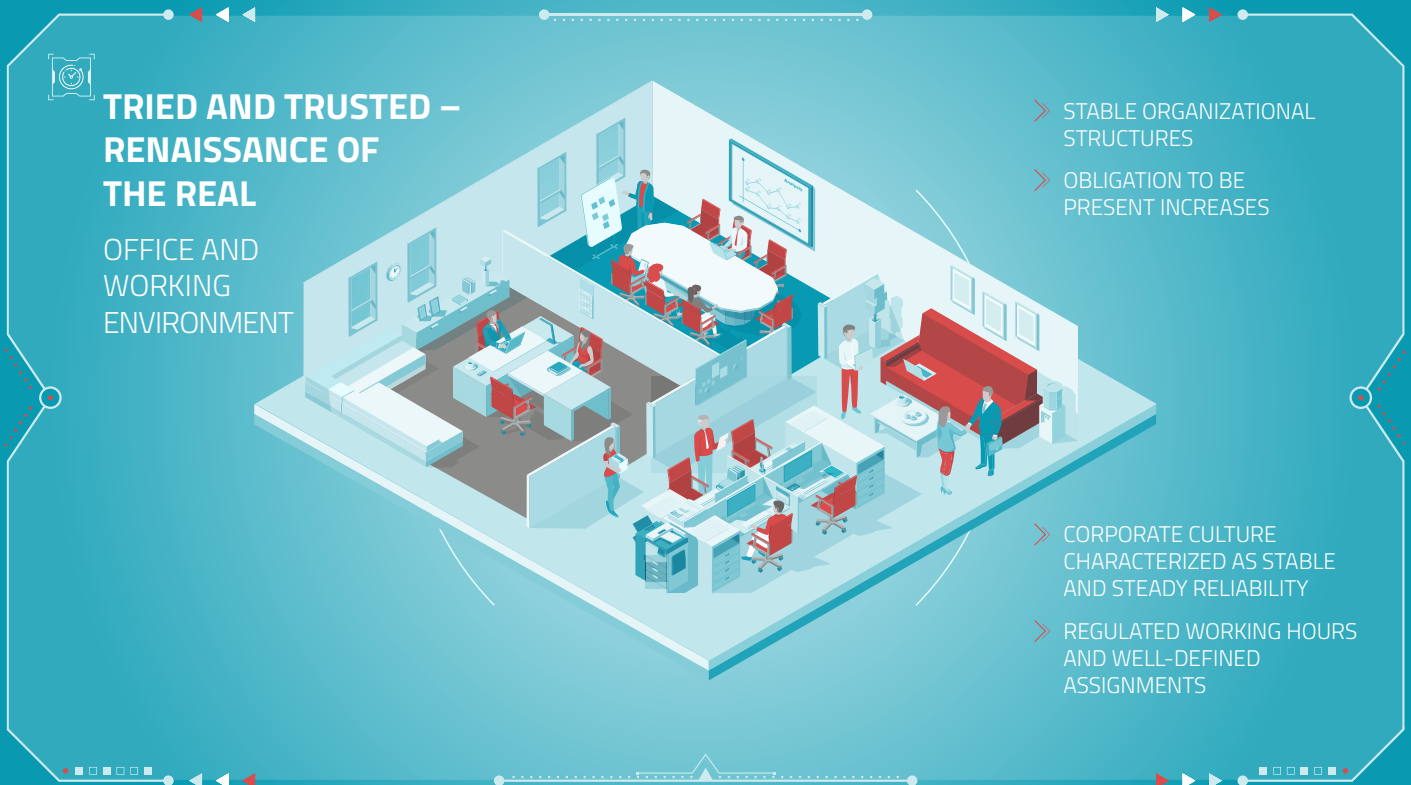 TRIED AND TRUSTED –
RENAISSANCE OF
THE REAL
OFFICE AND
WORKING
ENVIRONMENT
Analysis
STABLE ORGANIZATIONAL
STRUCTURES
OBLIGATION TO BE
PRESENT INCREASES
CORPORATE CULTURE
CHARACTERIZED AS STABLE
AND STEADY RELIABILITY
REGULATED WORKING HOURS
AND WELL-DEFINED
ASSIGNMENTS